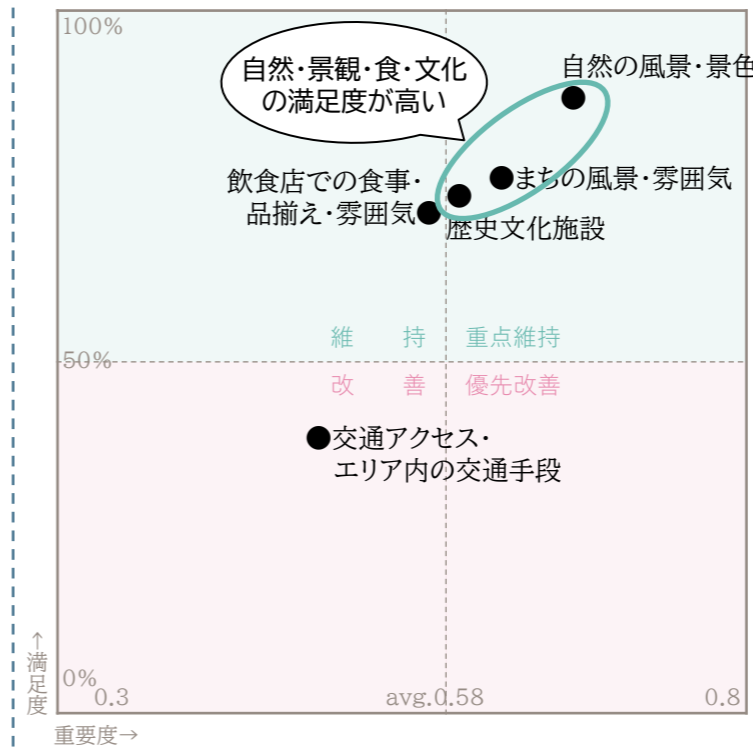 100%
自然・景観・食・文化
の満足度が高い
自然の風景・景色
飲食店での食事・
品揃え・雰囲気
まちの風景・雰囲気
歴史文化施設
維　持
重点維持
50%
改　善
優先改善
交通アクセス・
エリア内の交通手段
↑満足度
0%
0.3
avg.0.58
0.8
重要度→